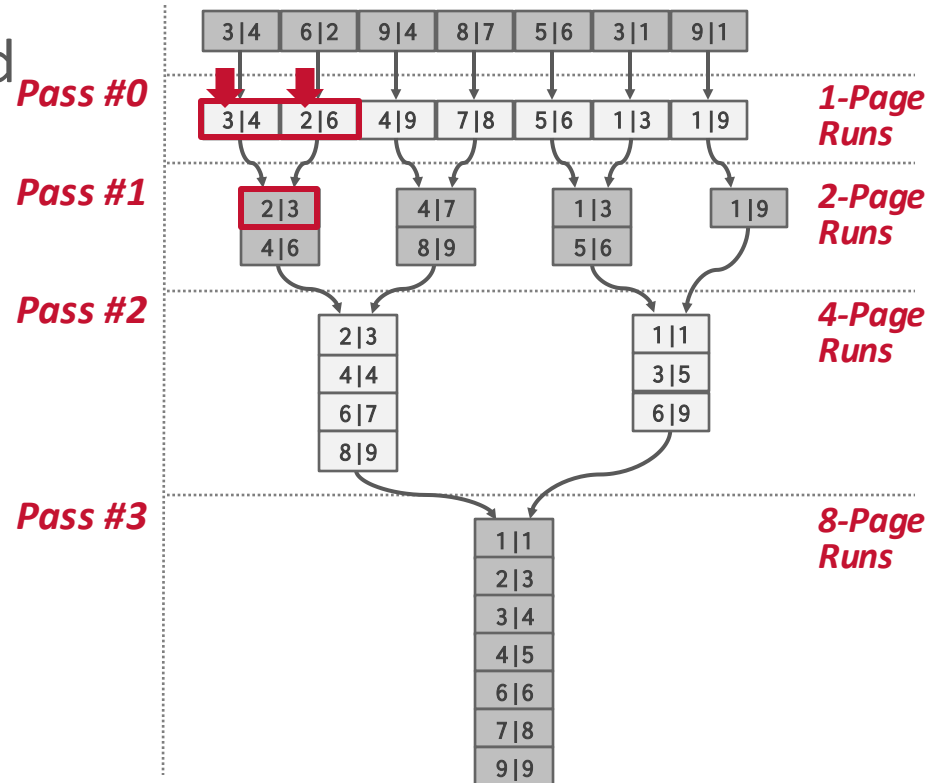 d
3|4 6|2 9|4 8|7 5|6 3|1 9|1
Pass #0
3|4 2|6 4|9 7|8 5|6 1|3 1|9
1-Page
Runs
Pass #1
2|3 4|7 1|3 1|9
4|6 8|9 5|6
2-Page
Runs
Pass #2
2|3 1|1
4|4 3|5
6|7 6|9
8|9
4-Page
Runs
Pass #3
1|1
2|3
3|4
4|5
6|6
7|8
9|9
8-Page
Runs